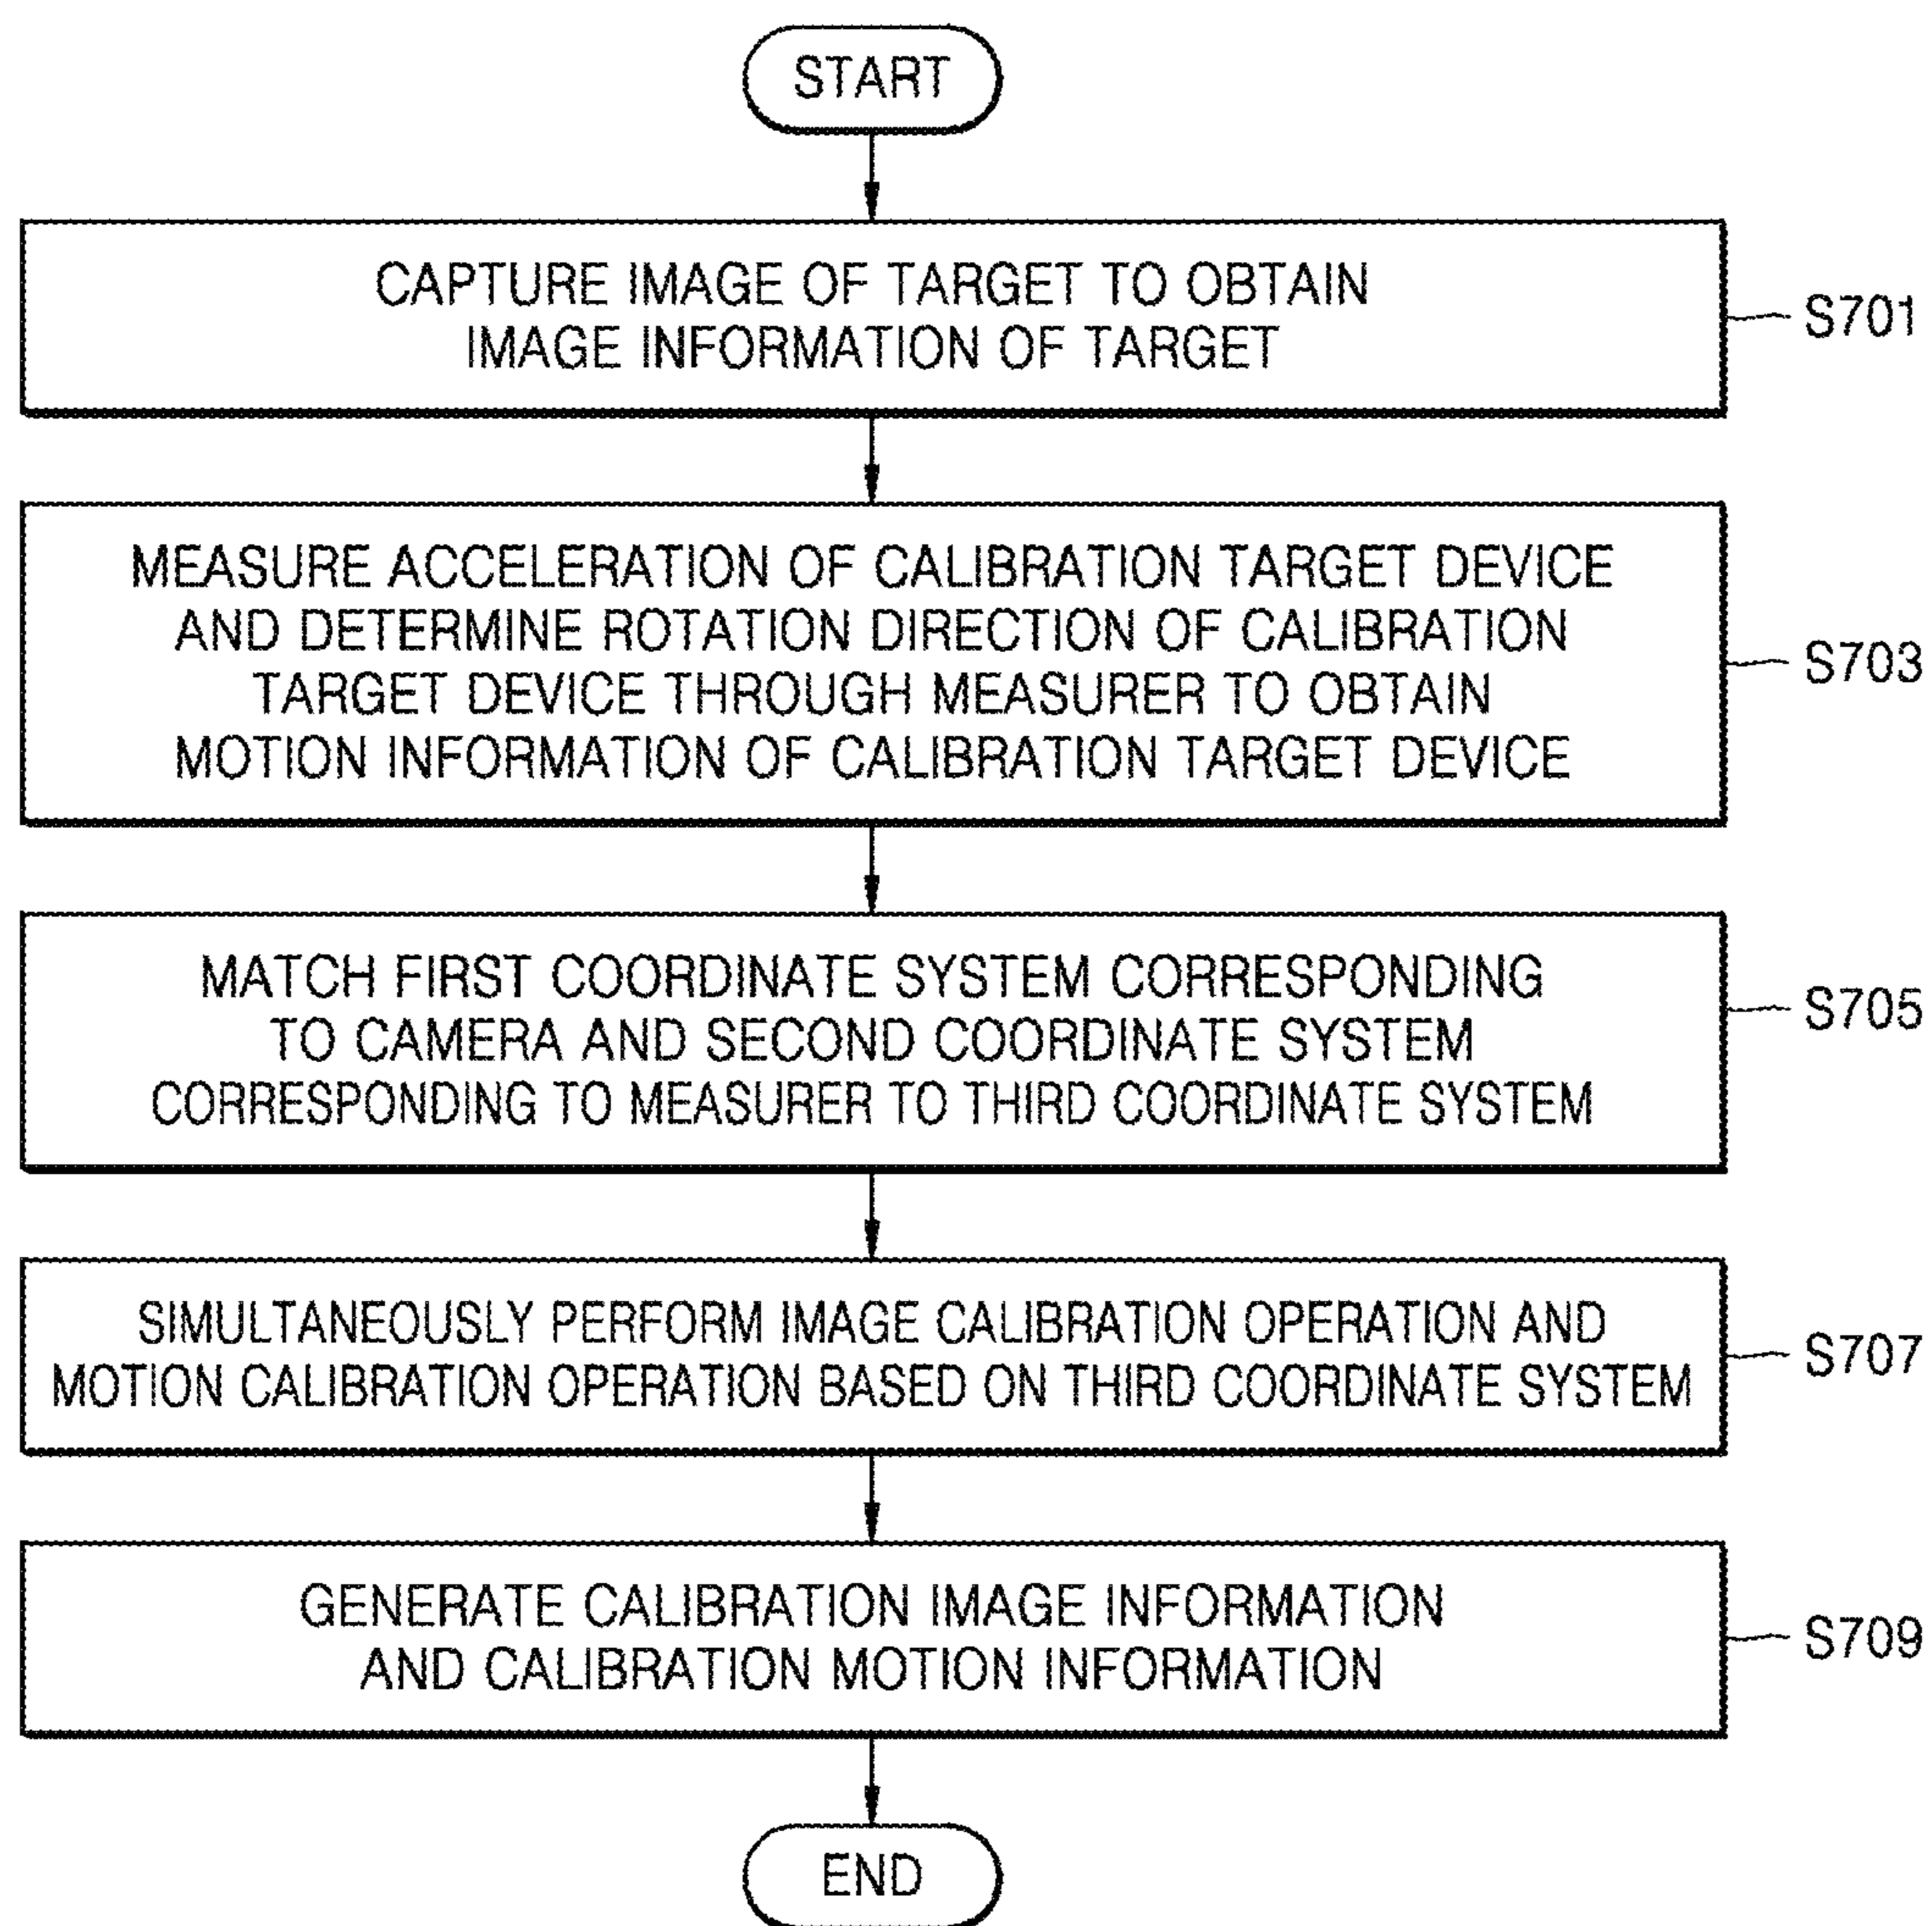 START
CAPTURE IMAGE OF TARGET TO OBTAIN
IMAGE INFORMATION OF TARGET
S701
MEASURE ACCELERATION OF CALIBRATION TARGET DEVICE
AND DETERMINE ROTATION DIRECTION OF CALIBRATION
TARGET DEVICE THROUGH MEASURER TO OBTAIN
MOTION INFORMATION OF CALIBRATION TARGET DEVICE
S703
MATCH FIRST COORDINATE SYSTEM CORRESPONDING
TO CAMERA AND SECOND COORDINATE SYSTEM
CORRESPONDING TO MEASURER TO THIRD COORDINATE SYSTEM
S705
SIMULTANEOUSLY PERFORM IMAGE CALIBRATION OPERATION AND
MOTION CALIBRATION OPERATION BASED ON THIRD COORDINATE SYSTEM
S707
GENERATE CALIBRATION IMAGE INFORMATION
AND CALIBRATION MOTION INFORMATION
S709
END